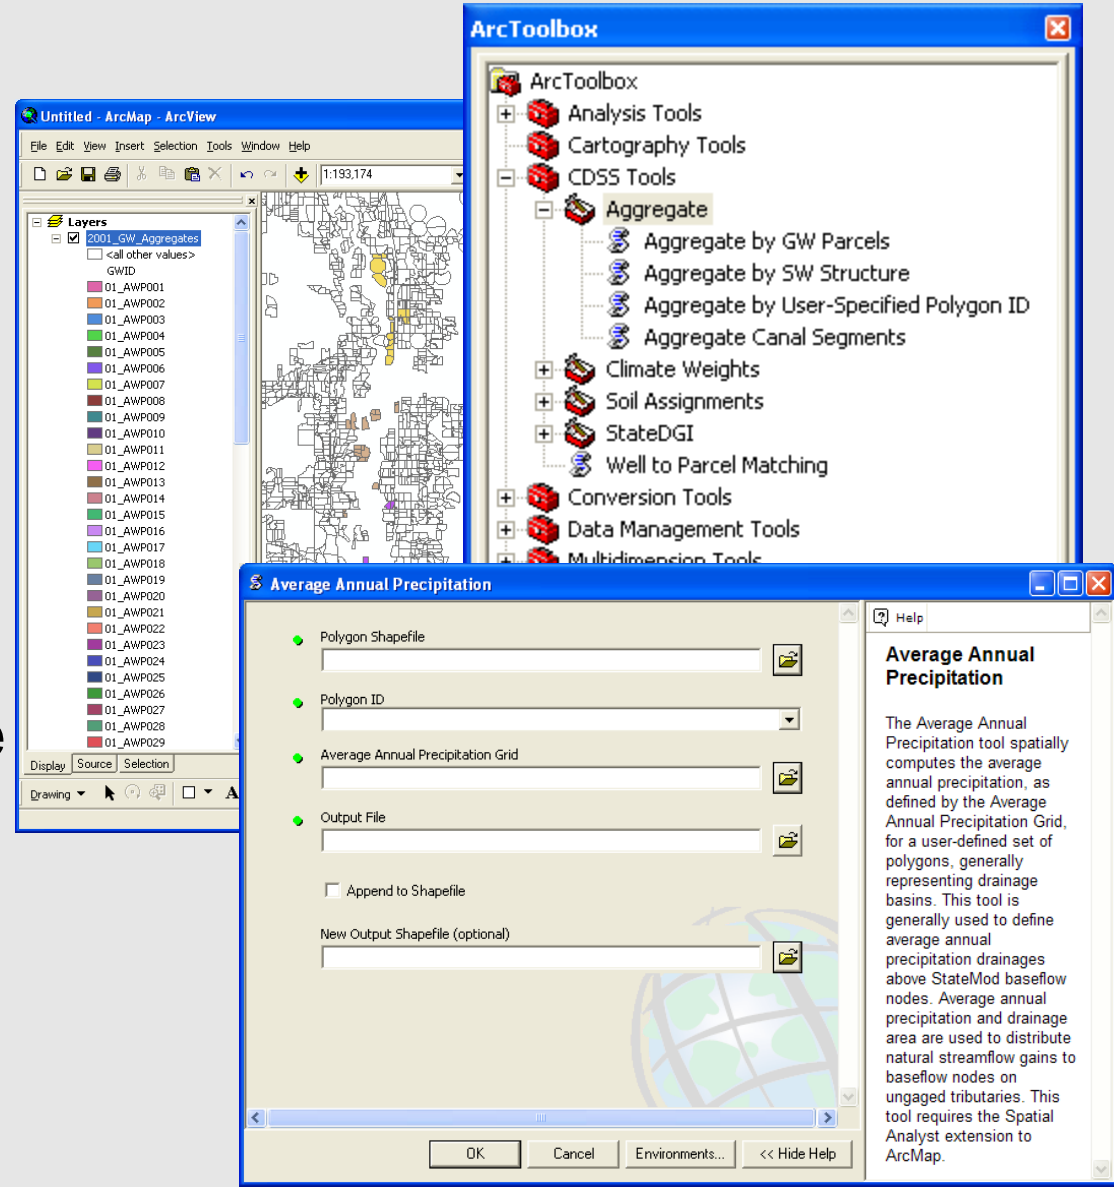 ArcToolbox
ArcToolbox
Analysis Tools
Cartography Tools
CDSS Tools
Aggregate
Aggregate by GW Parcels
Aggregate by SW Structure
Aggregate by User-Specified Polygon ID
Aggregate Canal Segments
Climate Weights
Soil Assignments
StateDGI
Well to Parcel Matching
Conversion Tools
Data Management Tools
Multidimension Tools
Untitled - ArcMap - ArcView
File Edit View Insert Selection Tools Window Help
1:193,174
Layers
2001_GW_Aggregates
<all other values>
GWID
01_AWP001
01_AWP002
01_AWP003
01_AWP004
01_AWP005
01_AWP006
01_AWP007
01_AWP008
01_AWP009
01_AWP010
01_AWP011
01_AWP012
01_AWP013
01_AWP014
01_AWP015
01_AWP016
01_AWP017
01_AWP018
01_AWP019
01_AWP020
01_AWP021
01_AWP022
01_AWP023
01_AWP024
01_AWP025
01_AWP026
01_AWP027
01_AWP028
01_AWP029
Display Source Selection
Drawing A
e
Average Annual Precipitation
Polygon Shapefile
Polygon ID
Average Annual Precipitation Grid
Output File
Append to Shapefile
New Output Shapefile (optional)
OK Cancel Environments... << Hide Help
Help
Average Annual
Precipitation
The Average Annual
Precipitation tool spatially
computes the average
annual precipitation, as
defined by the Average
Annual Precipitation Grid,
for a user-defined set of
polygons, generally
representing drainage
basins. This tool is
generally used to define
average annual
precipitation drainages
above StateMod baseflow
nodes. Average annual
precipitation and drainage
area are used to distribute
natural streamflow gains to
baseflow nodes on
ungaged tributaries. This
tool requires the Spatial
Analyst extension to
ArcMap.